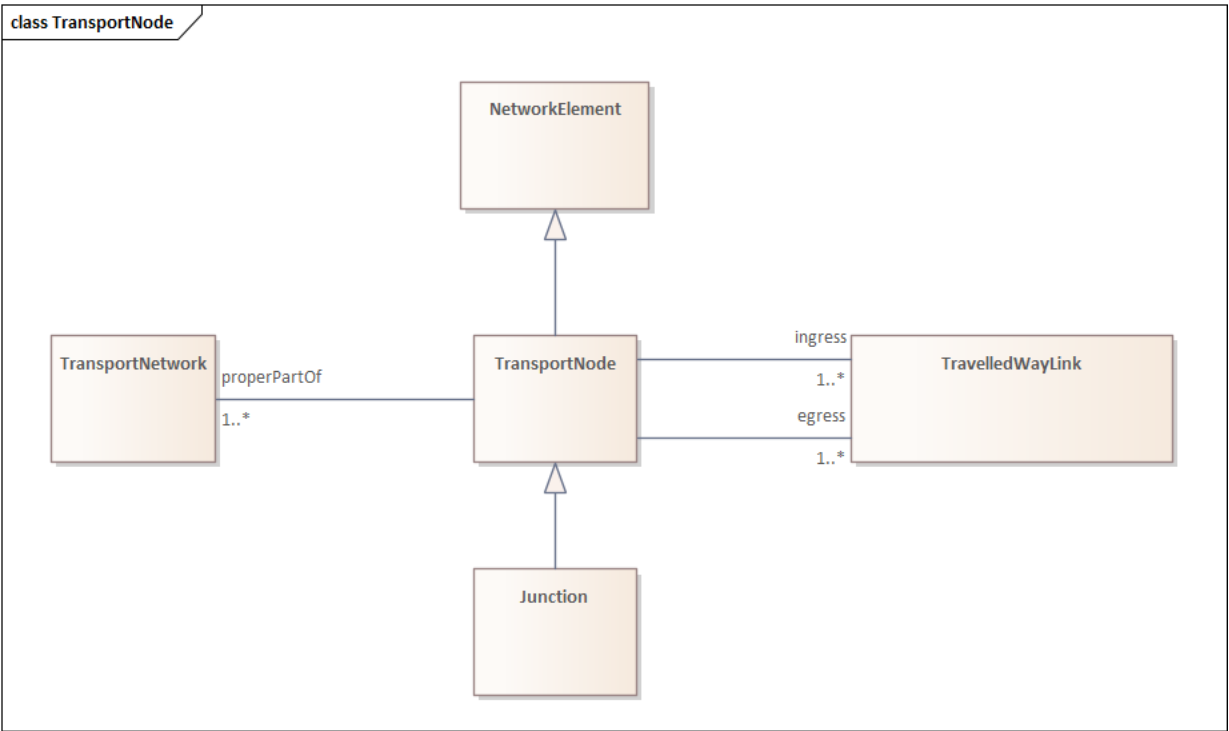 class TransportNode
NetworkElement
TransportNetwork
properPartOf
1..*
TransportNode
ingress
1..*
egress
1..*
TravelledWayLink
Junction